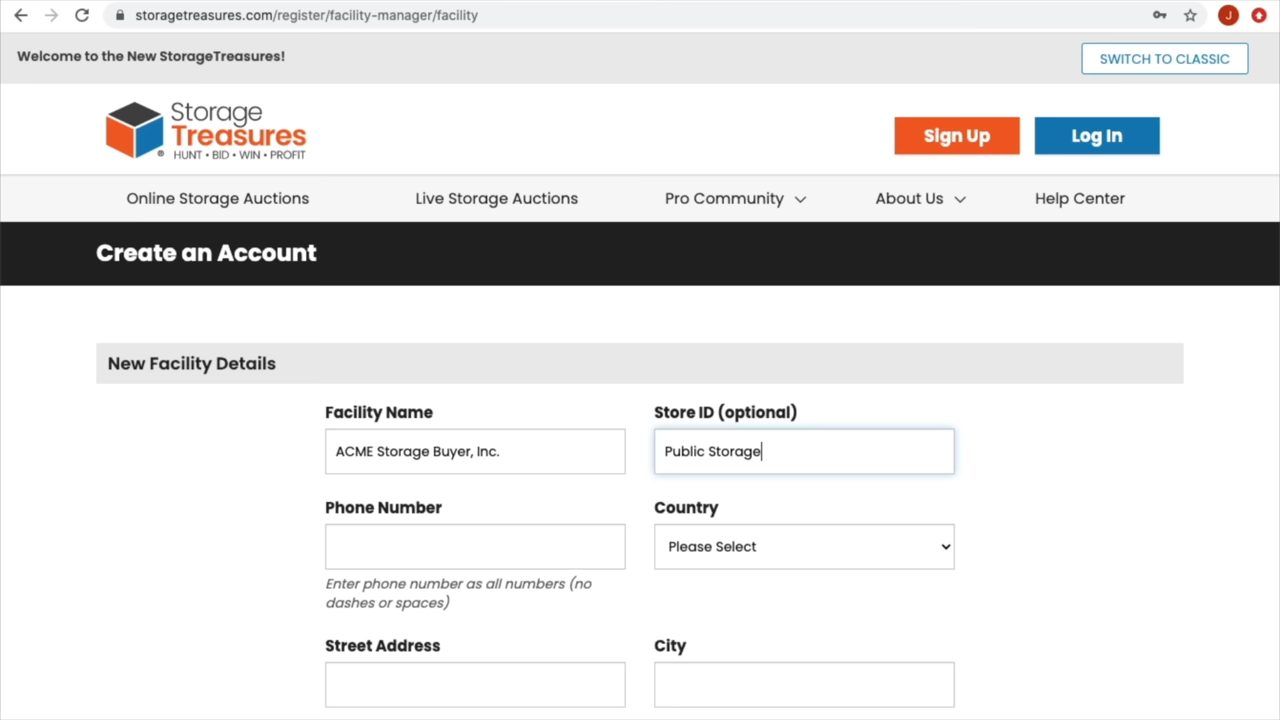 storagetreasures.com/register/facility-manager/facility
J
Welcome to the New StorageTreasures!
SWITCH TO CLASSIC
Storage
Treasures
HUNT • BID • WIN • PROFIT
Sign Up
Log In
Online Storage Auctions
Live Storage Auctions
Pro Community
About Us
Help Center
Create an Account
New Facility Details
Facility Name
Store ID (optional)
ACME Storage Buyer, Inc.
Public Storage
Phone Number
Country
Please Select
Enter phone number as all numbers (no
dashes or spaces)
Street Address
City